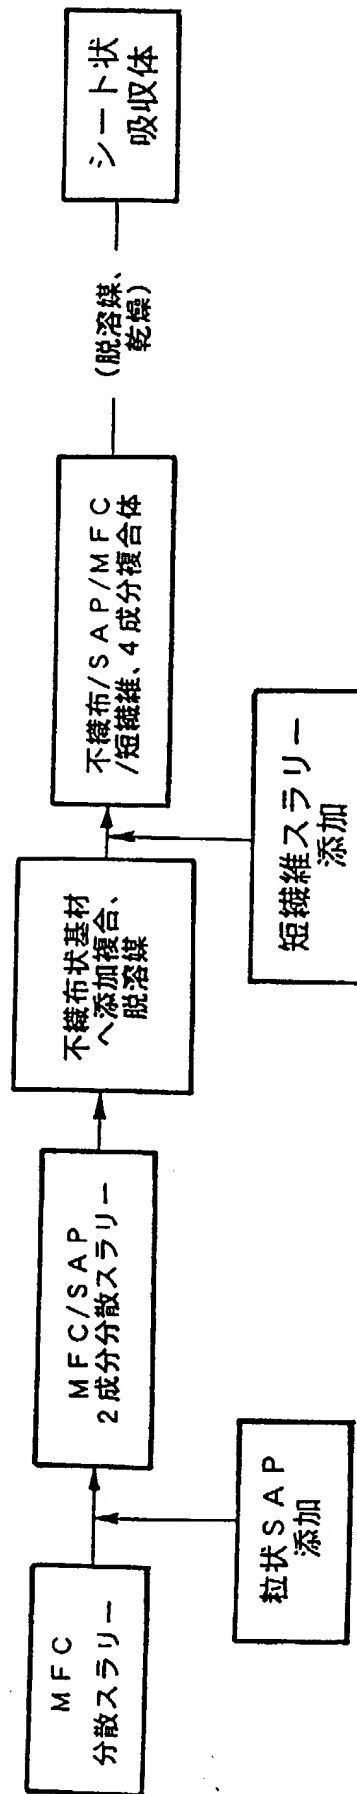 MFC
分散スラリー
粒状SAP
添加
MFC/SAP
2成分分散スラリー
不織布状基材
へ添加複合、
脱溶媒
短繊維スラリー
添加
不織布/SAP/MFC
/短繊維、4成分複合体
(脱溶媒、
乾燥)
シート状
吸収体